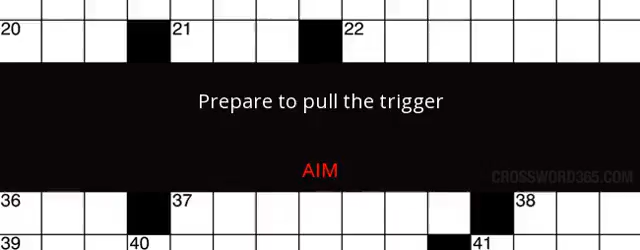 20 21 22
Prepare to pull the trigger
AIM
CROSSWORD365.COM
36 37 38
39 40 41